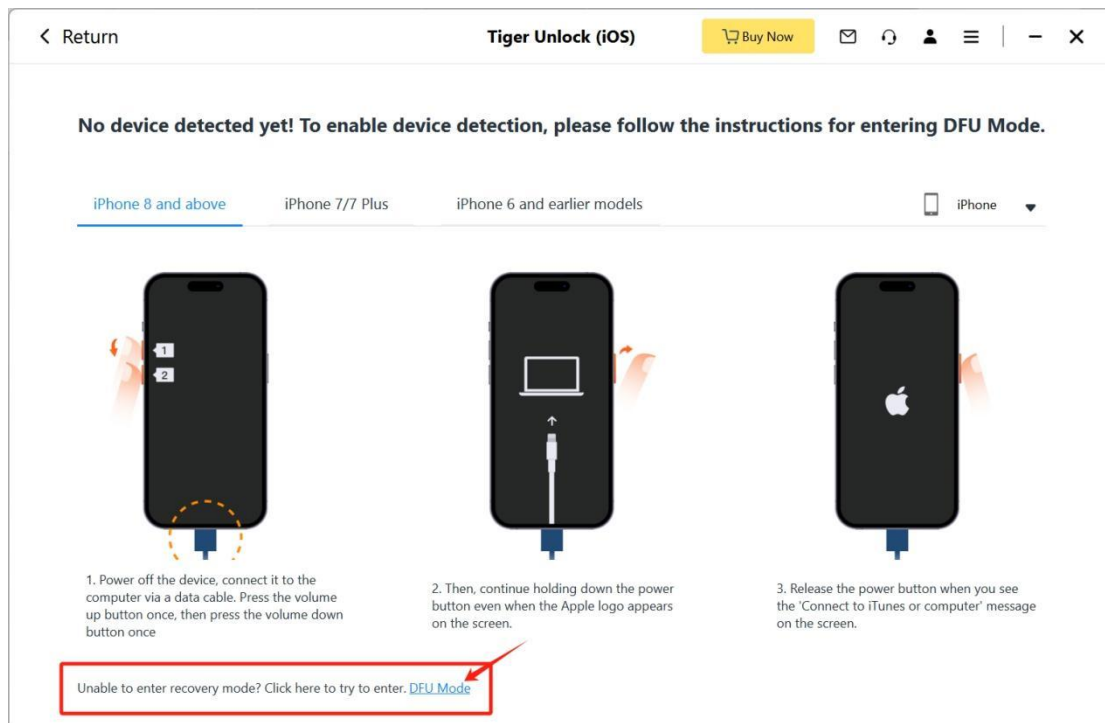 Return
Tiger Unlock (iOS)
Buy Now
No device detected yet! To enable device detection, please follow the instructions for entering DFU Mode.
iPhone 8 and above
iPhone 7/7 Plus
iPhone 6 and earlier models
iPhone
1
2
1. Power off the device, connect it to the
computer via a data cable. Press the volume
up button once, then press the volume down
button once
2. Then, continue holding down the power
button even when the Apple logo appears
on the screen.
3. Release the power button when you see
the 'Connect to iTunes or computer' message
on the screen.
Unable to enter recovery mode? Click here to try to enter. DFU Mode